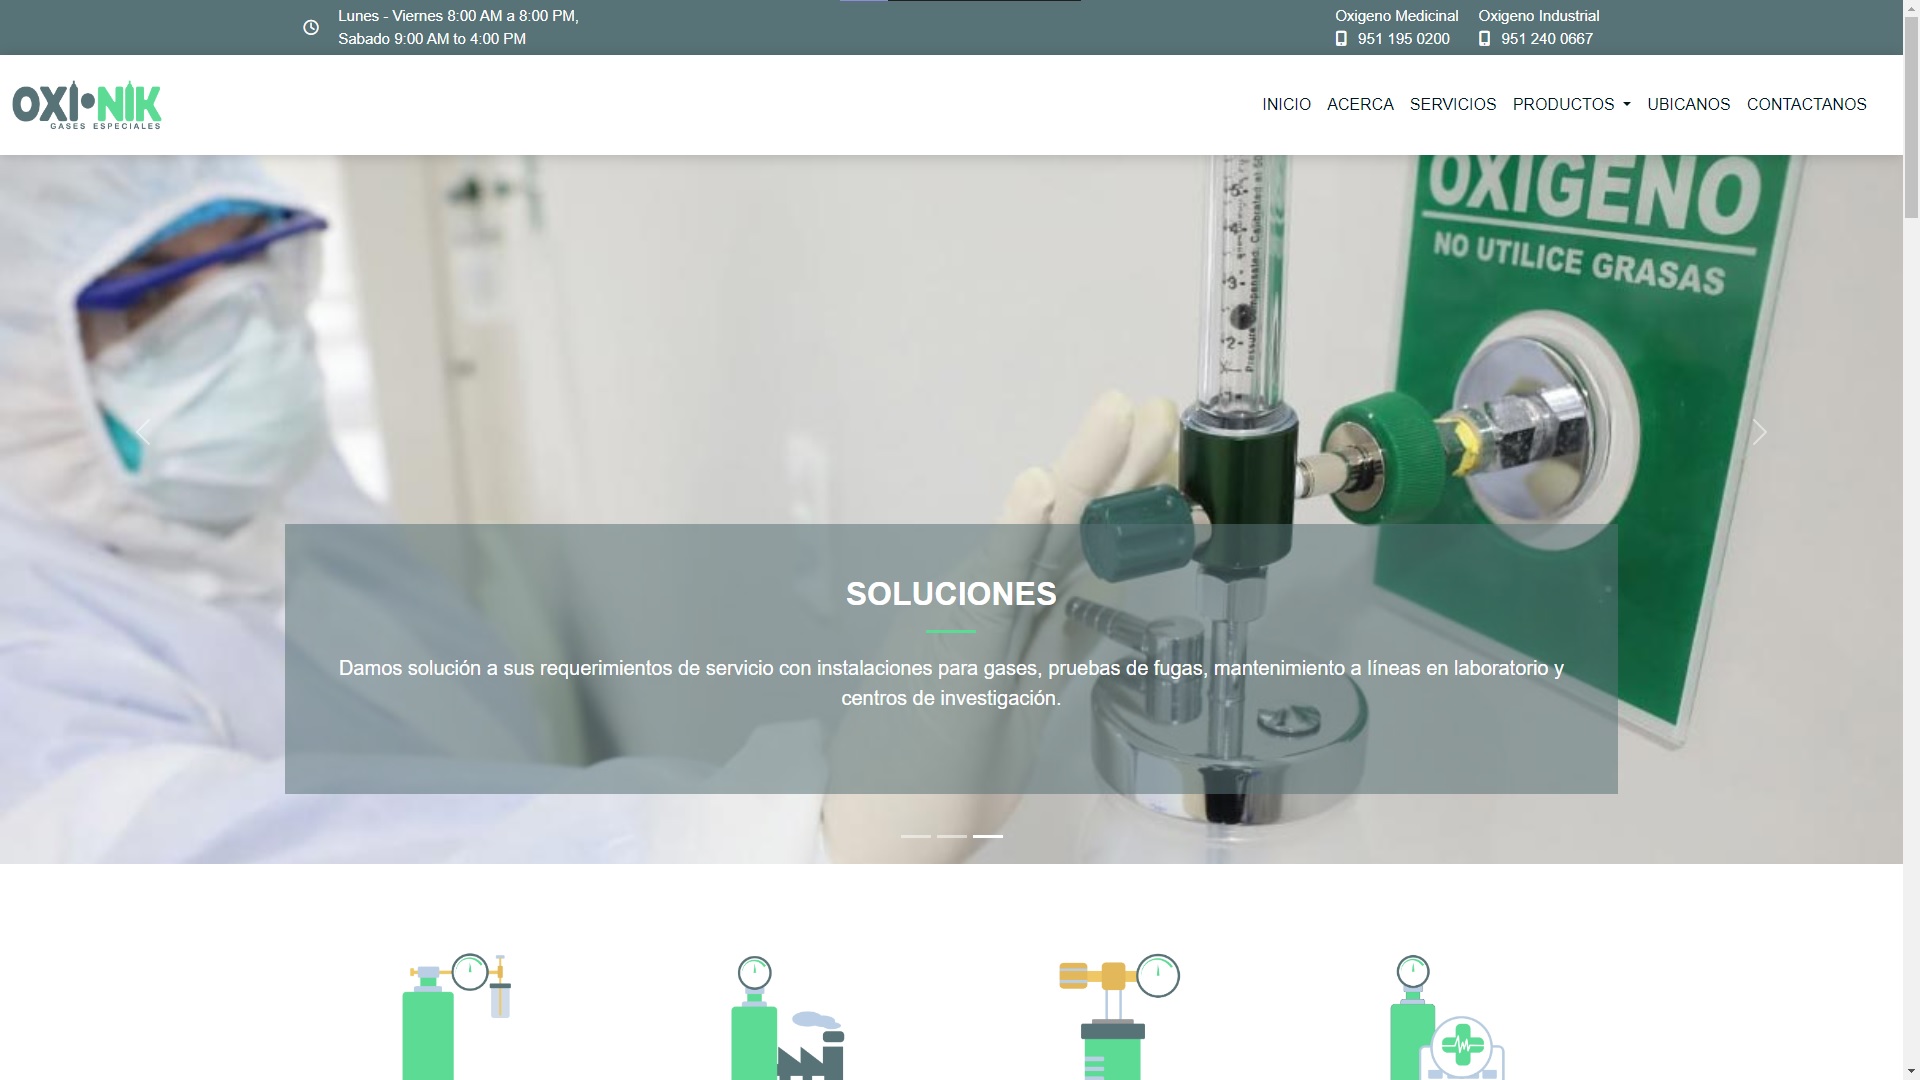 Lunes - Viernes 8:00 AM a 8:00 PM,
Sabado 9:00 AM to 4:00 PM
Oxigeno Medicinal
951 195 0200
Oxigeno Industrial
951 240 0667
OXI•NIK
GASES ESPECIALES
INICIO ACERCA SERVICIOS PRODUCTOS UBICANOS CONTACTANOS
OXIGENO
NO UTILICE GRASAS
SOLUCIONES
Damos solución a sus requerimientos de servicio con instalaciones para gases, pruebas de fugas, mantenimiento a líneas en laboratorio y
centros de investigación.